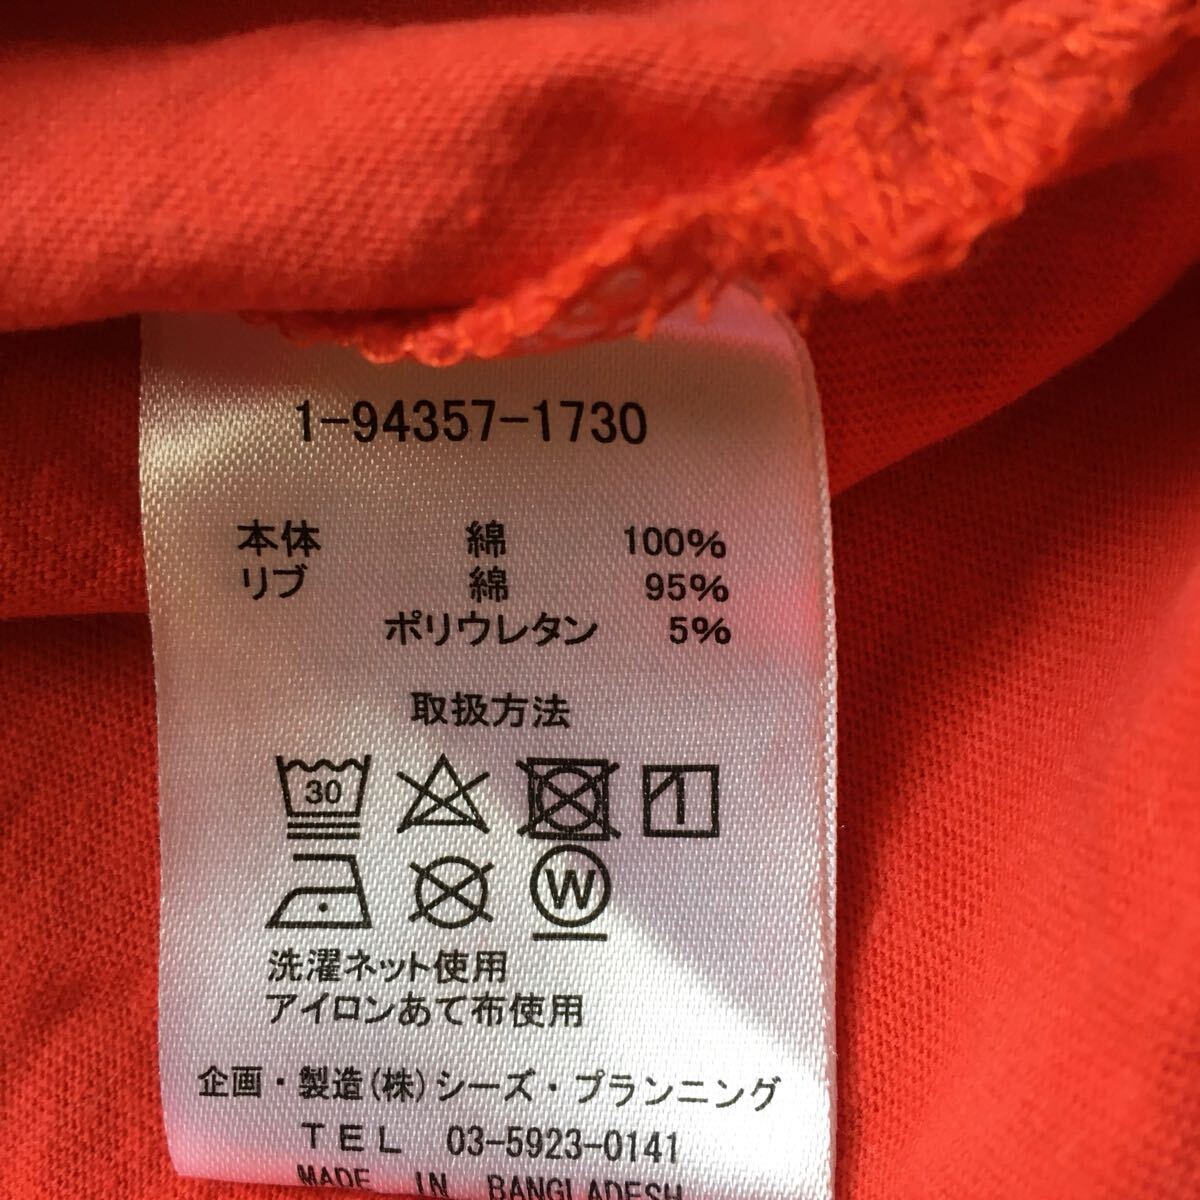 1-94357-1730
本体 綿 100%
リブ 綿 95%
ポリウレタン 5%
取扱方法
30
W
洗濯ネット使用
アイロンあて布使用
企画・製造(株)シーズ・プランニング
TEL 03-5923-0141
MADE IN BANGLADESH